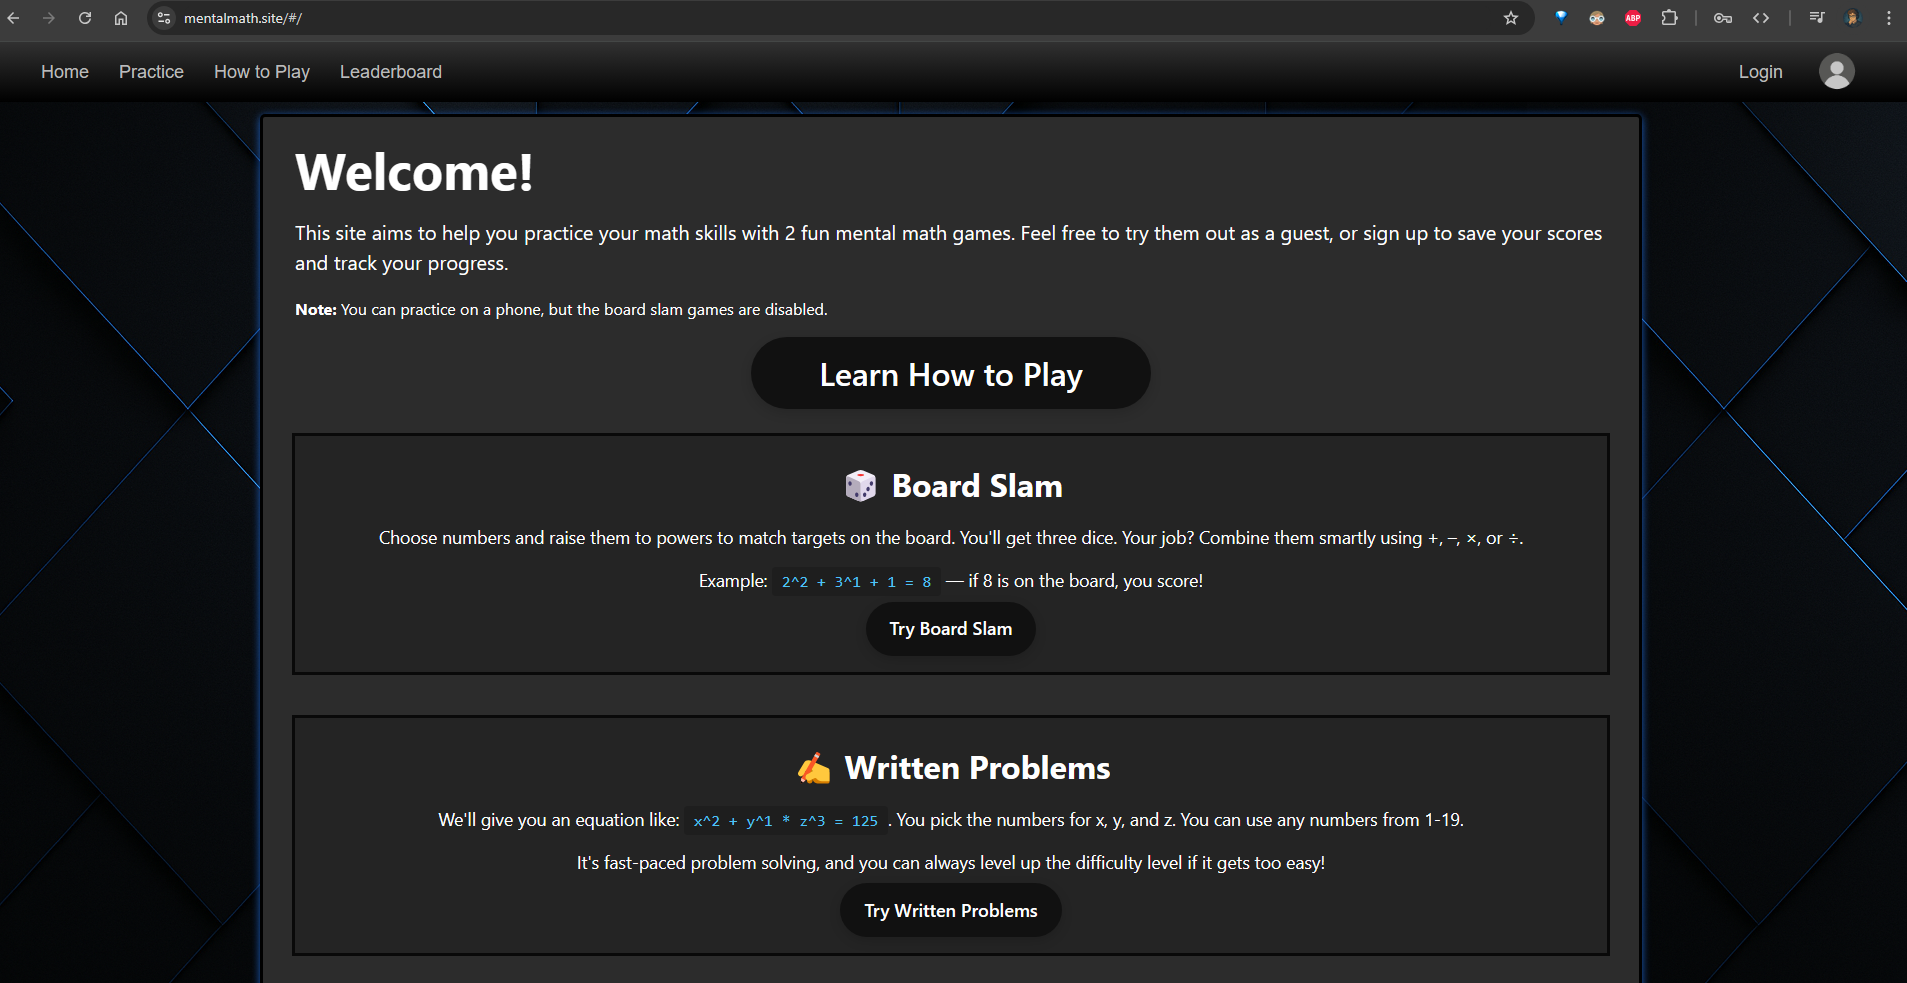 mentalmath.site/#/
ABP
Home Practice How to Play Leaderboard Login
Welcome!
This site aims to help you practice your math skills with 2 fun mental math games. Feel free to try them out as a guest, or sign up to save your scores
and track your progress.
Note: You can practice on a phone, but the board slam games are disabled.
Learn How to Play
🎲 Board Slam
Choose numbers and raise them to powers to match targets on the board. You'll get three dice. Your job? Combine them smartly using +, −, ×, or ÷.
Example: 2^2 + 3^1 + 1 = 8 — if 8 is on the board, you score!
Try Board Slam
✍️ Written Problems
We'll give you an equation like: x^2 + y^1 * z^3 = 125 . You pick the numbers for x, y, and z. You can use any numbers from 1-19.
It's fast-paced problem solving, and you can always level up the difficulty level if it gets too easy!
Try Written Problems